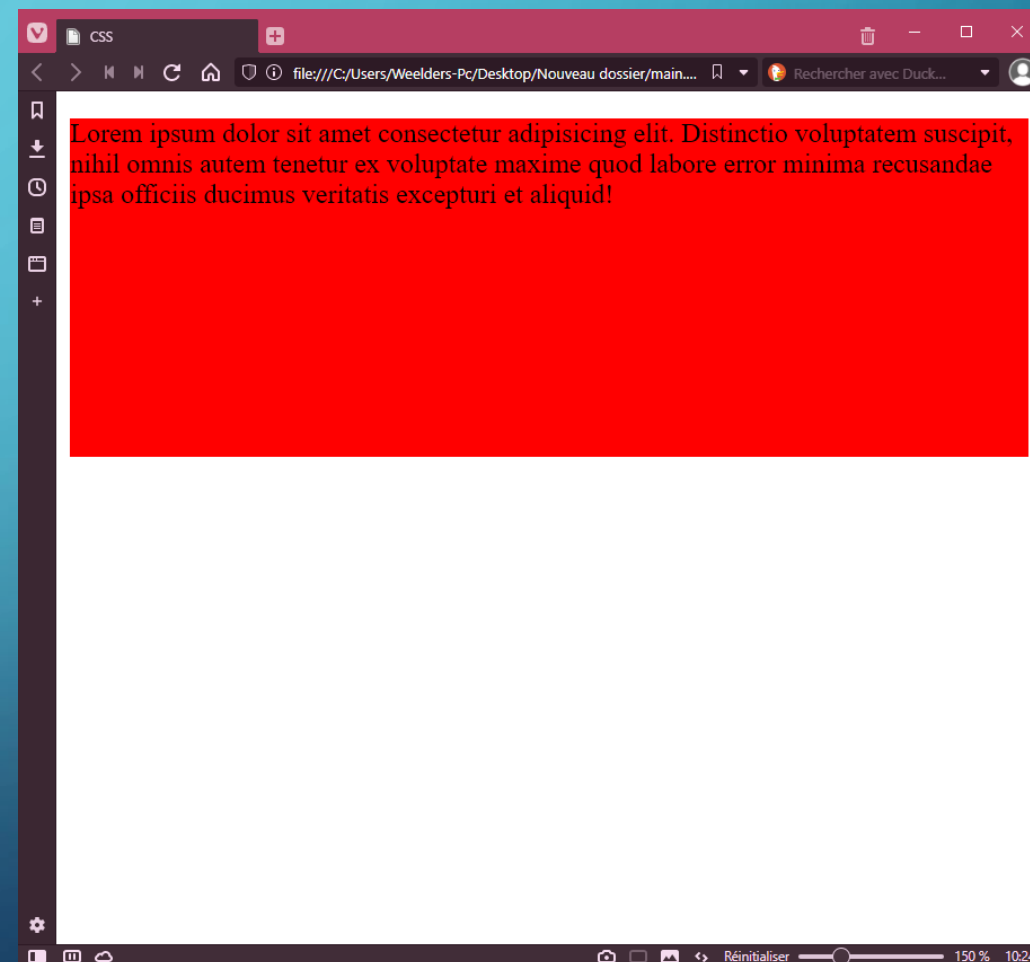 CSS
file:///C:/Users/Weelders-Pc/Desktop/Nouveau dossier/main....
Rechercher avec Duck...
Lorem ipsum dolor sit amet consectetur adipisicing elit. Distinctio voluptatem suscipit,
nihil omnis autem tenetur ex voluptate maxime quod labore error minima recusandae
ipsa officiis ducimus veritatis excepturi et aliquid!
Réinitialiser 150 %